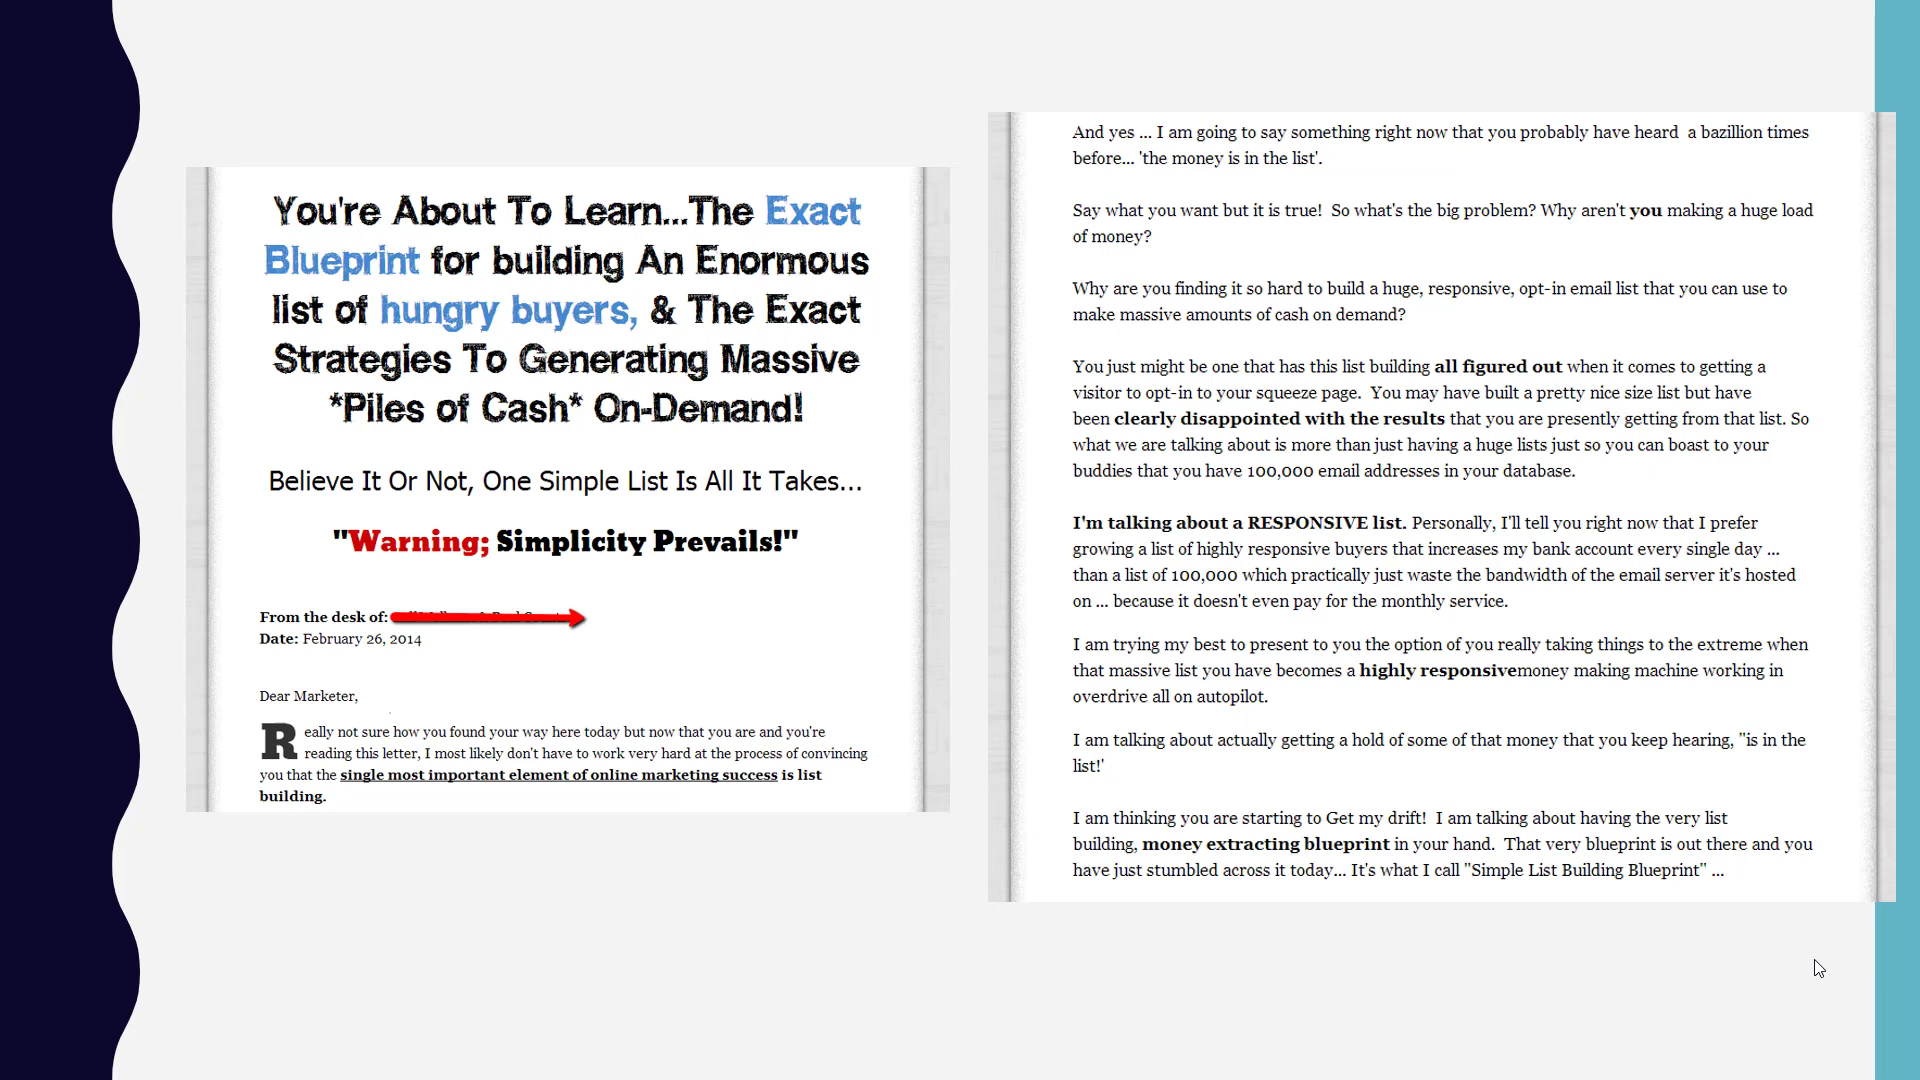 You're About To Learn...The Exact
Blueprint for building An Enormous
list of hungry buyers, & The Exact
Strategies To Generating Massive
*Piles of Cash* On-Demand!
Believe It Or Not, One Simple List Is All It Takes...
"Warning; Simplicity Prevails!"
From the desk of:
Date: February 26, 2014
Dear Marketer,
Really not sure how you found your way here today but now that you are and you're
reading this letter, I most likely don't have to work very hard at the process of convincing
you that the single most important element of online marketing success is list
building.
And yes ... I am going to say something right now that you probably have heard  a bazillion times
before... 'the money is in the list'.
Say what you want but it is true!  So what's the big problem? Why aren't you making a huge load
of money?
Why are you finding it so hard to build a huge, responsive, opt-in email list that you can use to
make massive amounts of cash on demand?
You just might be one that has this list building all figured out when it comes to getting a
visitor to opt-in to your squeeze page.  You may have built a pretty nice size list but have
been clearly disappointed with the results that you are presently getting from that list. So
what we are talking about is more than just having a huge lists just so you can boast to your
buddies that you have 100,000 email addresses in your database.
I'm talking about a RESPONSIVE list. Personally, I'll tell you right now that I prefer
growing a list of highly responsive buyers that increases my bank account every single day ...
than a list of 100,000 which practically just waste the bandwidth of the email server it's hosted
on ... because it doesn't even pay for the monthly service.
I am trying my best to present to you the option of you really taking things to the extreme when
that massive list you have becomes a highly responsivemoney making machine working in
overdrive all on autopilot.
I am talking about actually getting a hold of some of that money that you keep hearing, "is in the
list!'
I am thinking you are starting to Get my drift!  I am talking about having the very list
building, money extracting blueprint in your hand.  That very blueprint is out there and you
have just stumbled across it today... It's what I call "Simple List Building Blueprint" ...